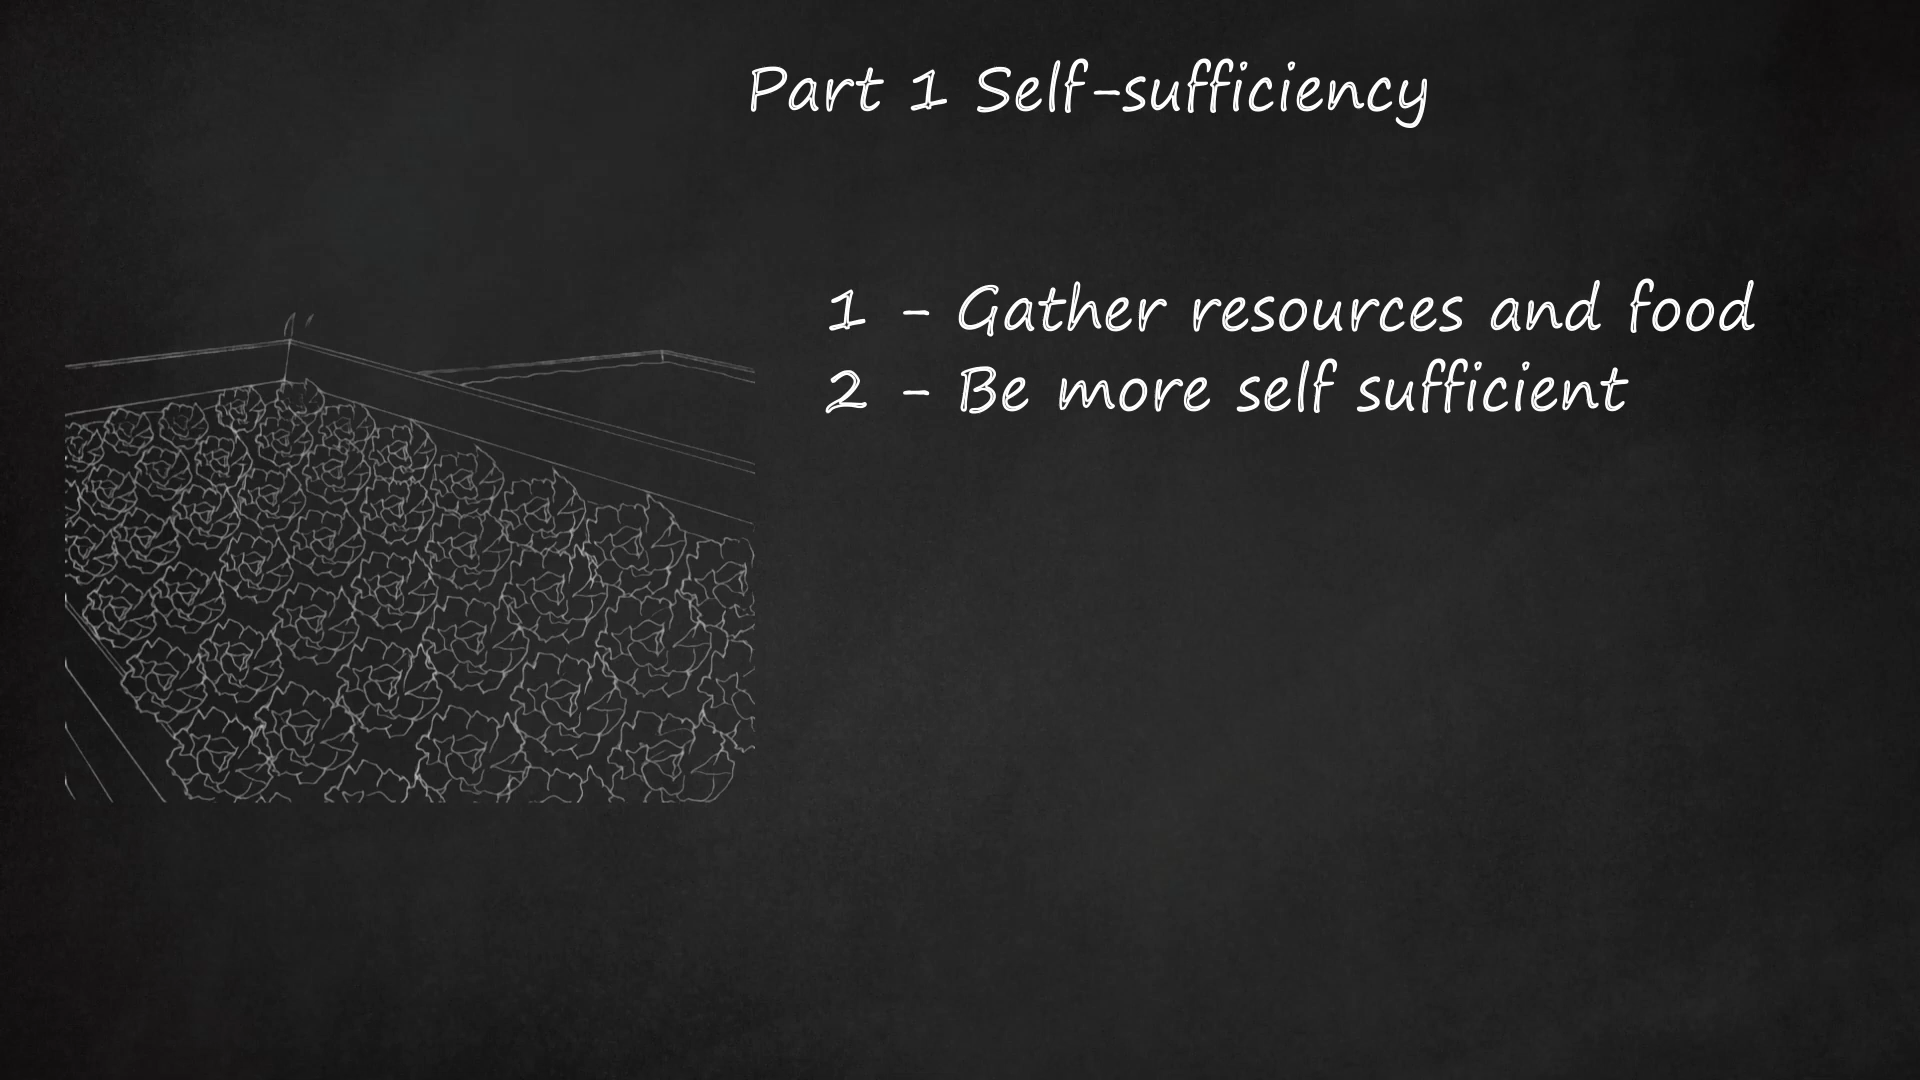 Part 1 Self-sufficiency
1 - Gather resources and food
2 - Be more self sufficient